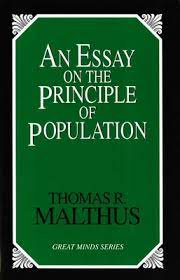 AN ESSAY
ON THE
PRINCIPLE
OF
POPULATION
THOMAS R.
MALTHUS
GREAT MINDS SERIES